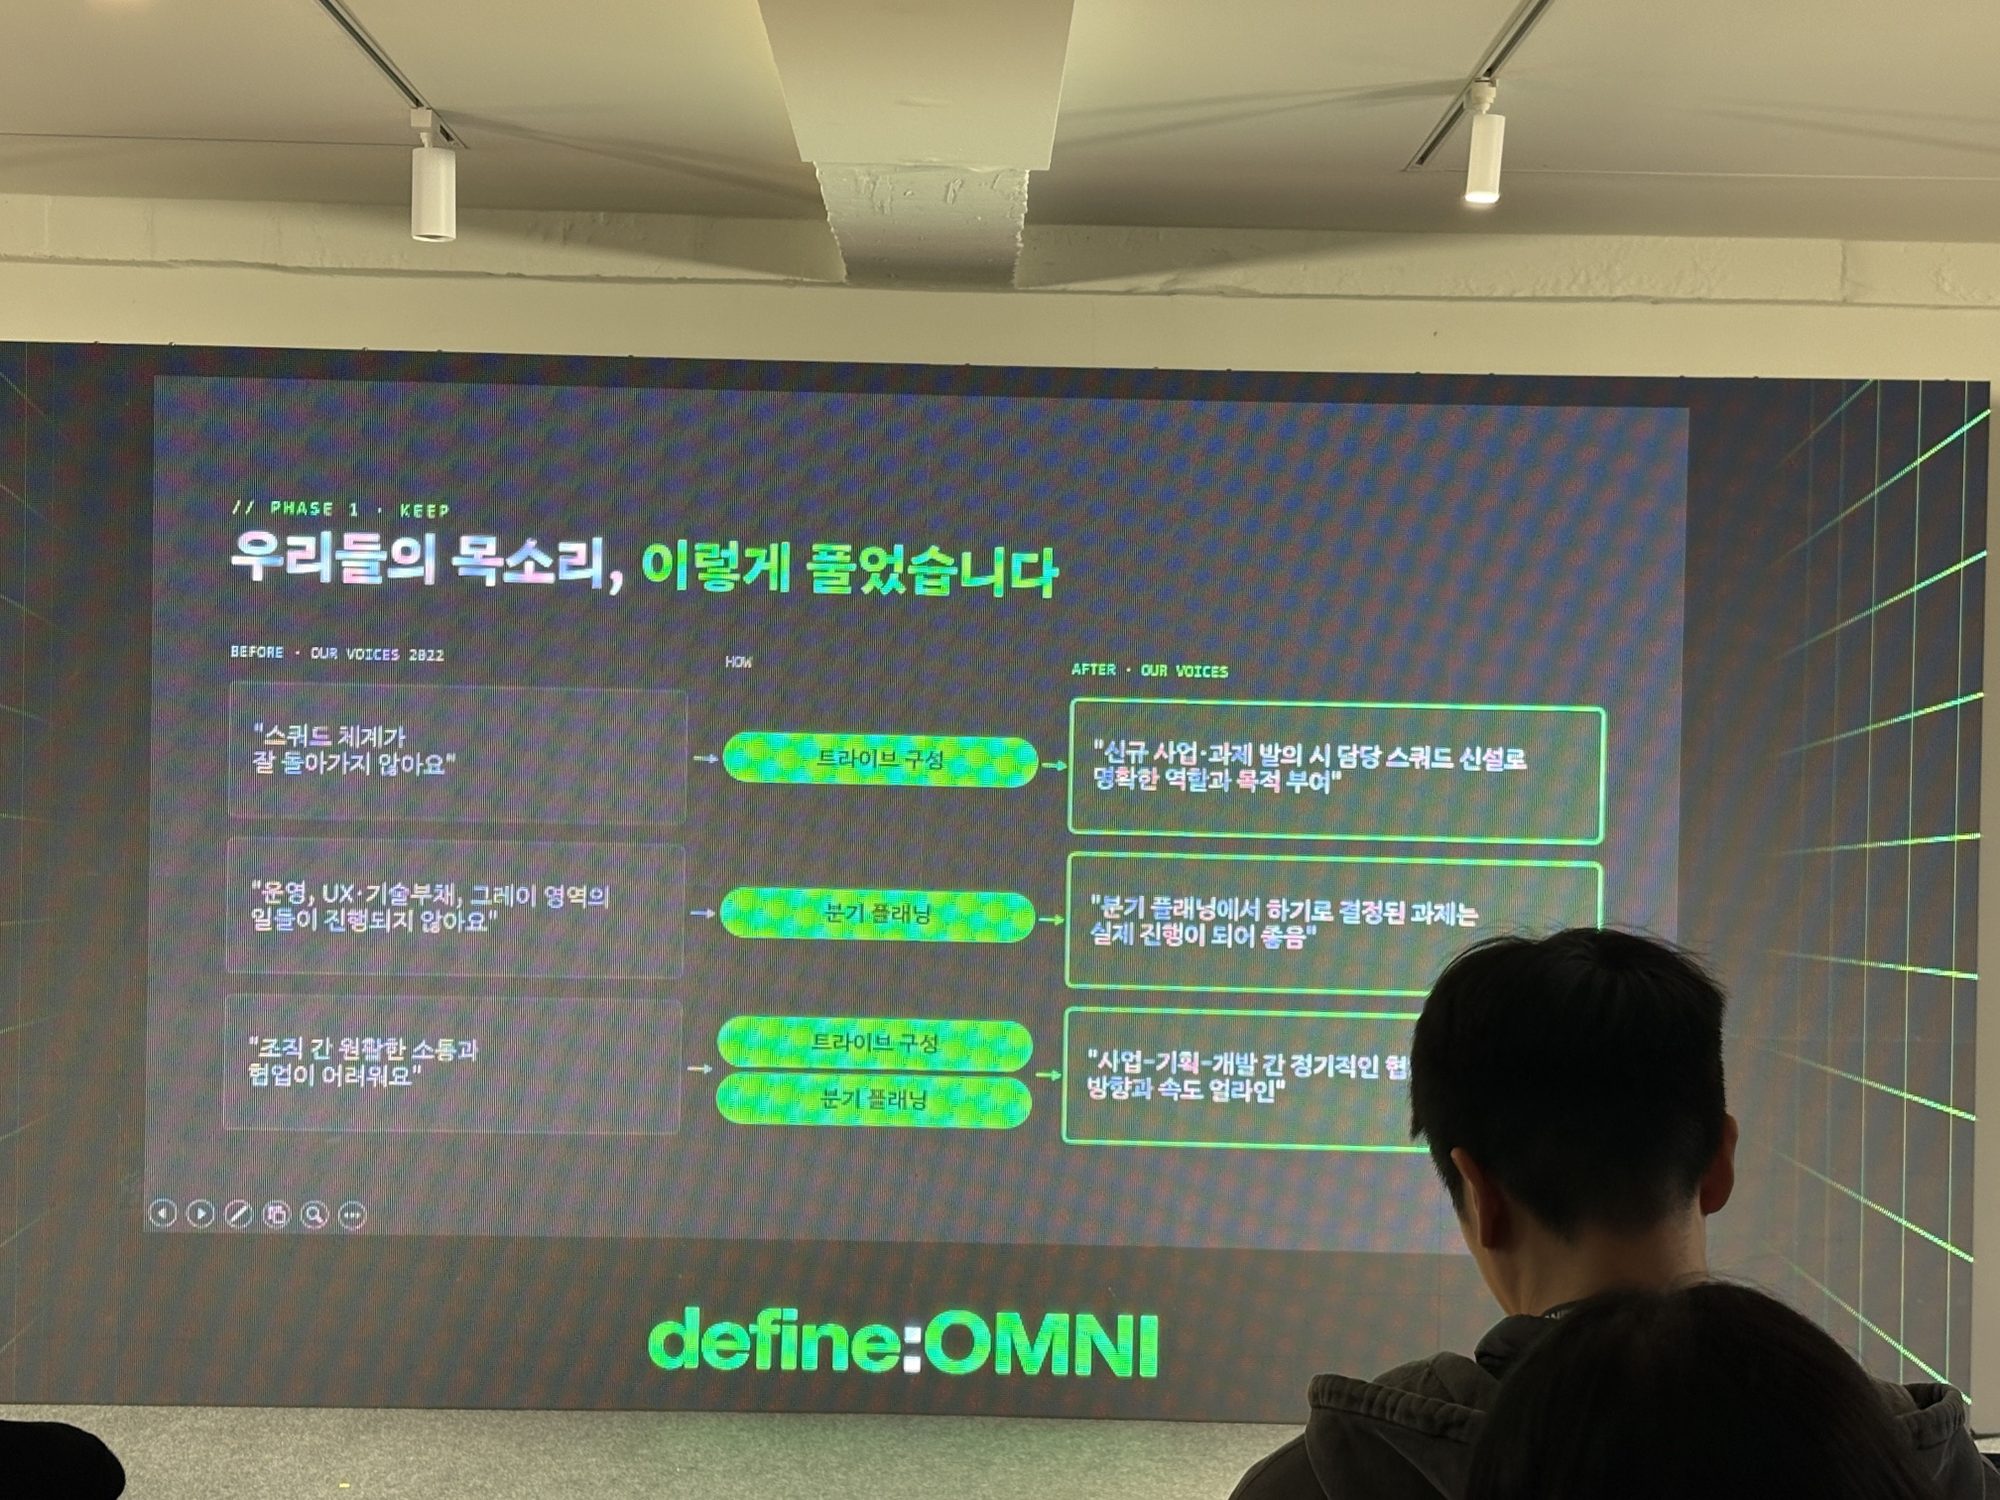 // PHASE 1 · KEEP
우리들의 목소리, 이렇게 풀었습니다
BEFORE · OUR VOICES 2022
HOW
AFTER · OUR VOICES
"스쿼드 체계가
잘 돌아가지 않아요"
트라이브 구성
"신규 사업·과제 발의 시 담당 스쿼드 신설로
명확한 역할과 목적 부여"
"운영, UX·기술부채, 그레이 영역의
일들이 진행되지 않아요"
분기 플래닝
"분기 플래닝에서 하기로 결정된 과제는
실제 진행이 되어 좋음"
"조직 간 원활한 소통과
협업이 어려워요"
트라이브 구성
분기 플래닝
"사업-기획-개발 간 정기적인
방향과 속도 얼라인"
define:OMNI